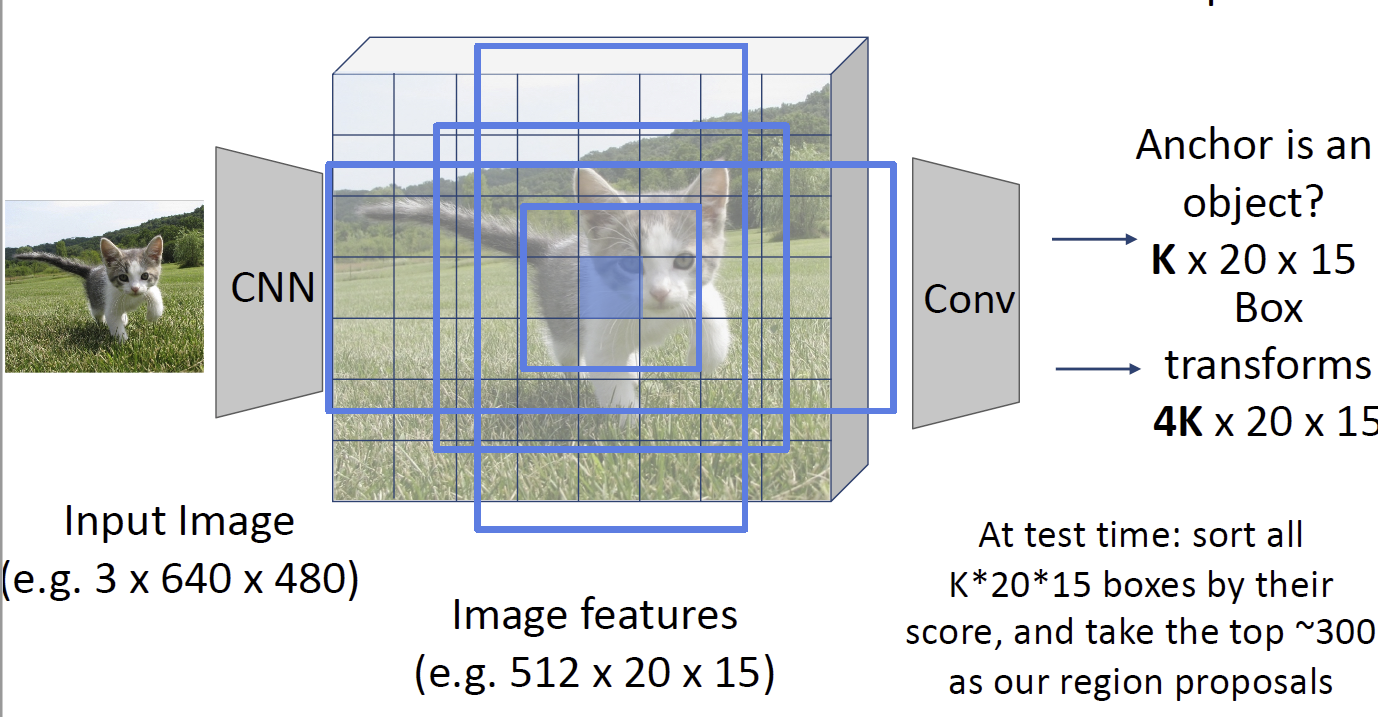 CNN
Conv
Anchor is an
object?
K x 20 x 15
Box
transforms
4K x 20 x 15
Input Image
(e.g. 3 x 640 x 480)
Image features
(e.g. 512 x 20 x 15)
At test time: sort all
K*20*15 boxes by their
score, and take the top ~300
as our region proposals